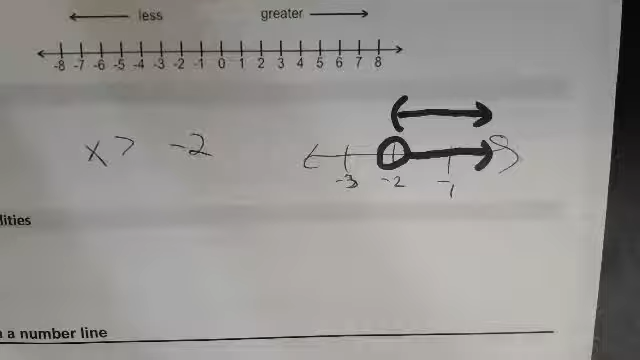 less greater
-8 -7 -6 -5 -4 -3 -2 -1 0 1 2 3 4 5 6 7 8
x > -2
-3 -2 -1
lities
a number line